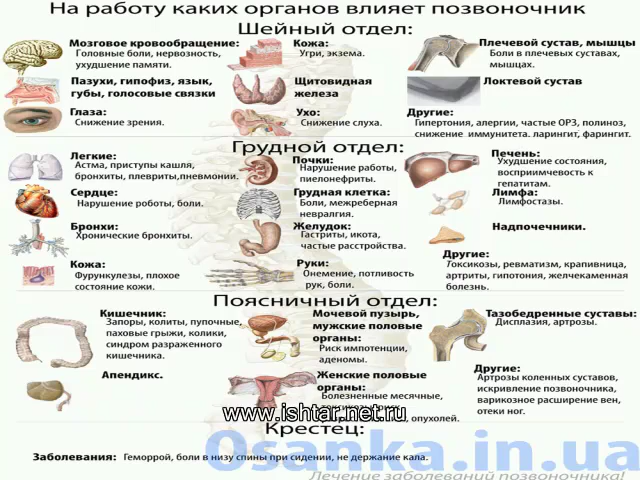 На работу каких органов влияет позвоночник
Шейный отдел:
Мозговое кровообращение:
Головные боли, нервозность,
ухудшение памяти.
Кожа:
Угри, экзема.
Плечевой сустав, мышцы
Боли в плечевых суставах,
мышцах.
Пазухи, гипофиз, язык,
губы, голосовые связки
Щитовидная
железа
Локтевой сустав
Глаза:
Снижение зрения.
Ухо:
Снижение слуха.
Другие:
Гипертония, алергии, частые ОРЗ, полиноз,
снижение иммунитета. ларингит, фарингит.
Грудной отдел:
Легкие:
Астма, приступы кашля,
бронхиты, плевриты,пневмонии.
Почки:
Нарушение работы,
пиелонефриты.
Печень:
Ухудшение состояния,
восприимчевость к
гепатитам.
Сердце:
Нарушение роботы, боли.
Грудная клетка:
Боли, межреберная
невралгия.
Лимфа:
Лимфостазы.
Бронхи:
Хронические бронхиты.
Желудок:
Гастриты, икота,
частые расстройства.
Надпочечники.
Кожа:
Фурункулезы, плохое
состояние кожи.
Руки:
Онемение, потливость
рук, боли.
Другие:
Токсикозы, ревматизм, крапивница,
артриты, гипотония, желчекаменная
болезнь.
Поясничный отдел:
Кишечник:
Запоры, колиты, пупочные,
паховые грыжи, колики,
синдром разраженного
кишечника.
Мочевой пузырь,
мужские половые
органы:
Риск импотенции,
аденомы.
Тазобедренные суставы:
Дисплазия, артрозы.
Апендикс.
Женские половые
органы:
Болезненные месячные,
опухолей.
Другие:
Артрозы коленных суставов,
искривление позвоночника,
варикозное расширение вен,
отеки ног.
www.ishtar.net.ru
Крестец:
Заболевания: Геморрой, боли в низу спины при сидении, не держание кала.
Osanka.in.ua
Лечение заболеваний позвоночника!